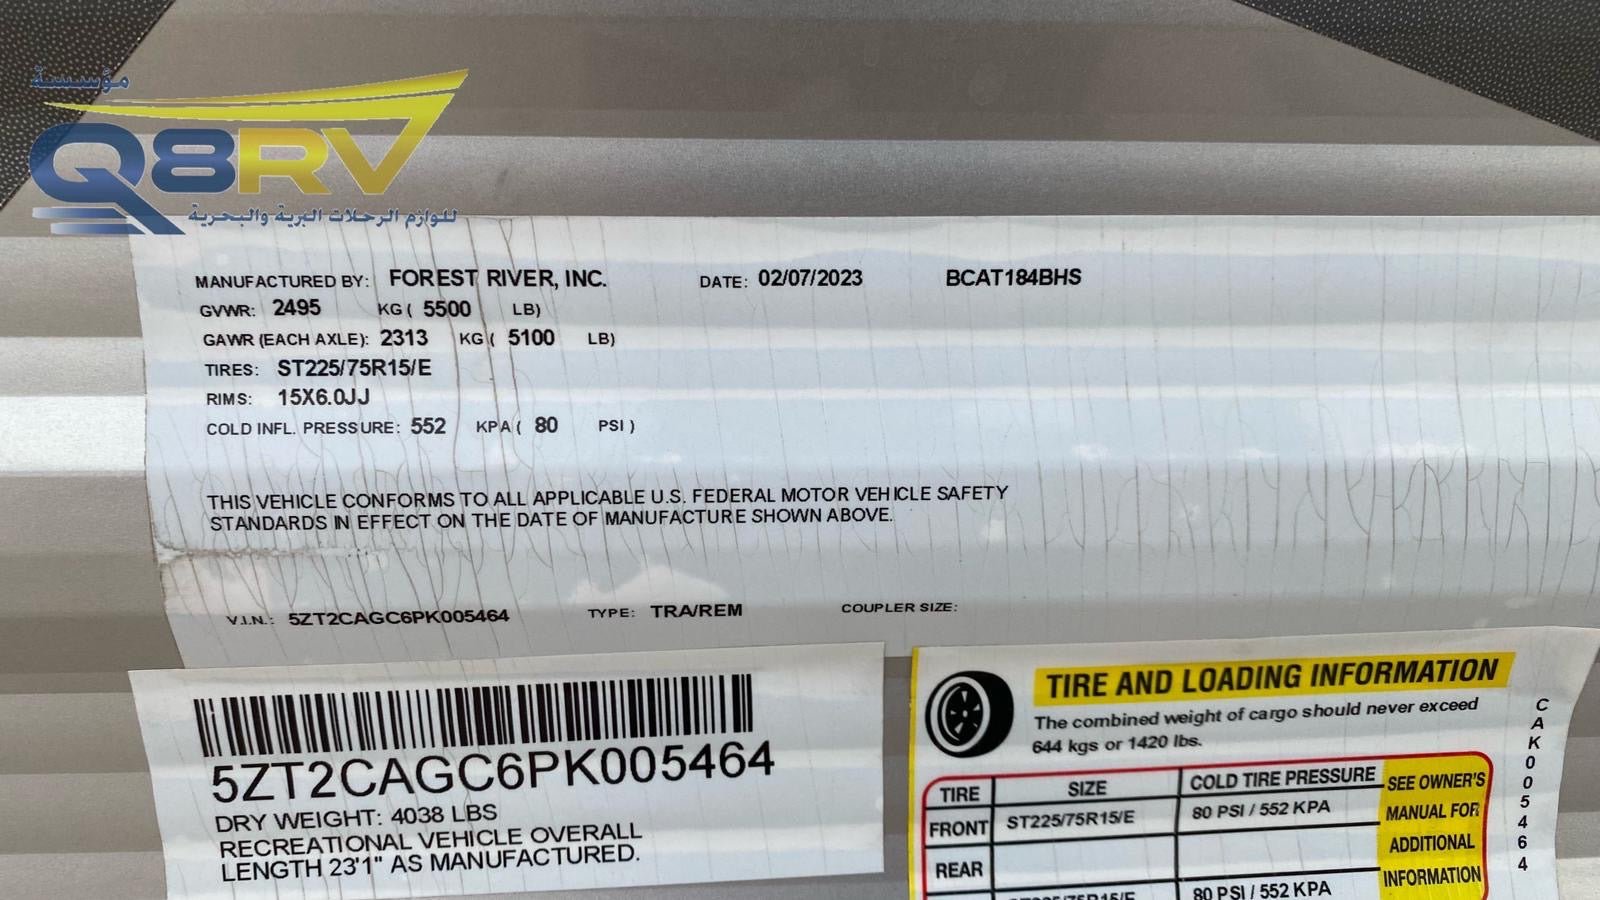 مؤسسة
Q8RV
للوازم الرحلات البرية والبحرية
MANUFACTURED BY: FOREST RIVER, INC. DATE: 02/07/2023 BCAT184BHS
GVWR: 2495 KG ( 5500 LB)
GAWR (EACH AXLE): 2313 KG ( 5100 LB)
TIRES: ST225/75R15/E
RIMS: 15X6.0JJ
COLD INFL. PRESSURE: 552 KPA ( 80 PSI )
THIS VEHICLE CONFORMS TO ALL APPLICABLE U.S. FEDERAL MOTOR VEHICLE SAFETY
STANDARDS IN EFFECT ON THE DATE OF MANUFACTURE SHOWN ABOVE.
V.I.N.: 5ZT2CAGC6PK005464 TYPE: TRA/REM COUPLER SIZE:
5ZT2CAGC6PK005464
DRY WEIGHT: 4038 LBS
RECREATIONAL VEHICLE OVERALL
LENGTH 23'1" AS MANUFACTURED.
TIRE AND LOADING INFORMATION
The combined weight of cargo should never exceed
644 kgs or 1420 lbs.
TIRE SIZE COLD TIRE PRESSURE SEE OWNER'S
FRONT ST225/75R15/E 80 PSI / 552 KPA MANUAL FOR
REAR ADDITIONAL
ST225/75R15/E 80 PSI / 552 KPA INFORMATION
CAK005464